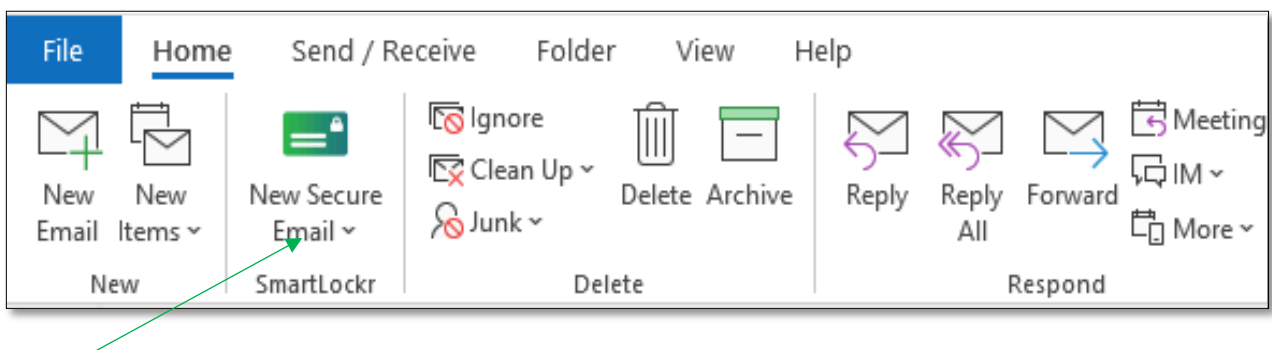 File Home Send / Receive Folder View Help
New Email
New Items
New Secure Email
Ignore
Clean Up
Junk
Delete
Archive
Reply
Reply All
Forward
Meeting
IM
More
New
SmartLockr
Delete
Respond